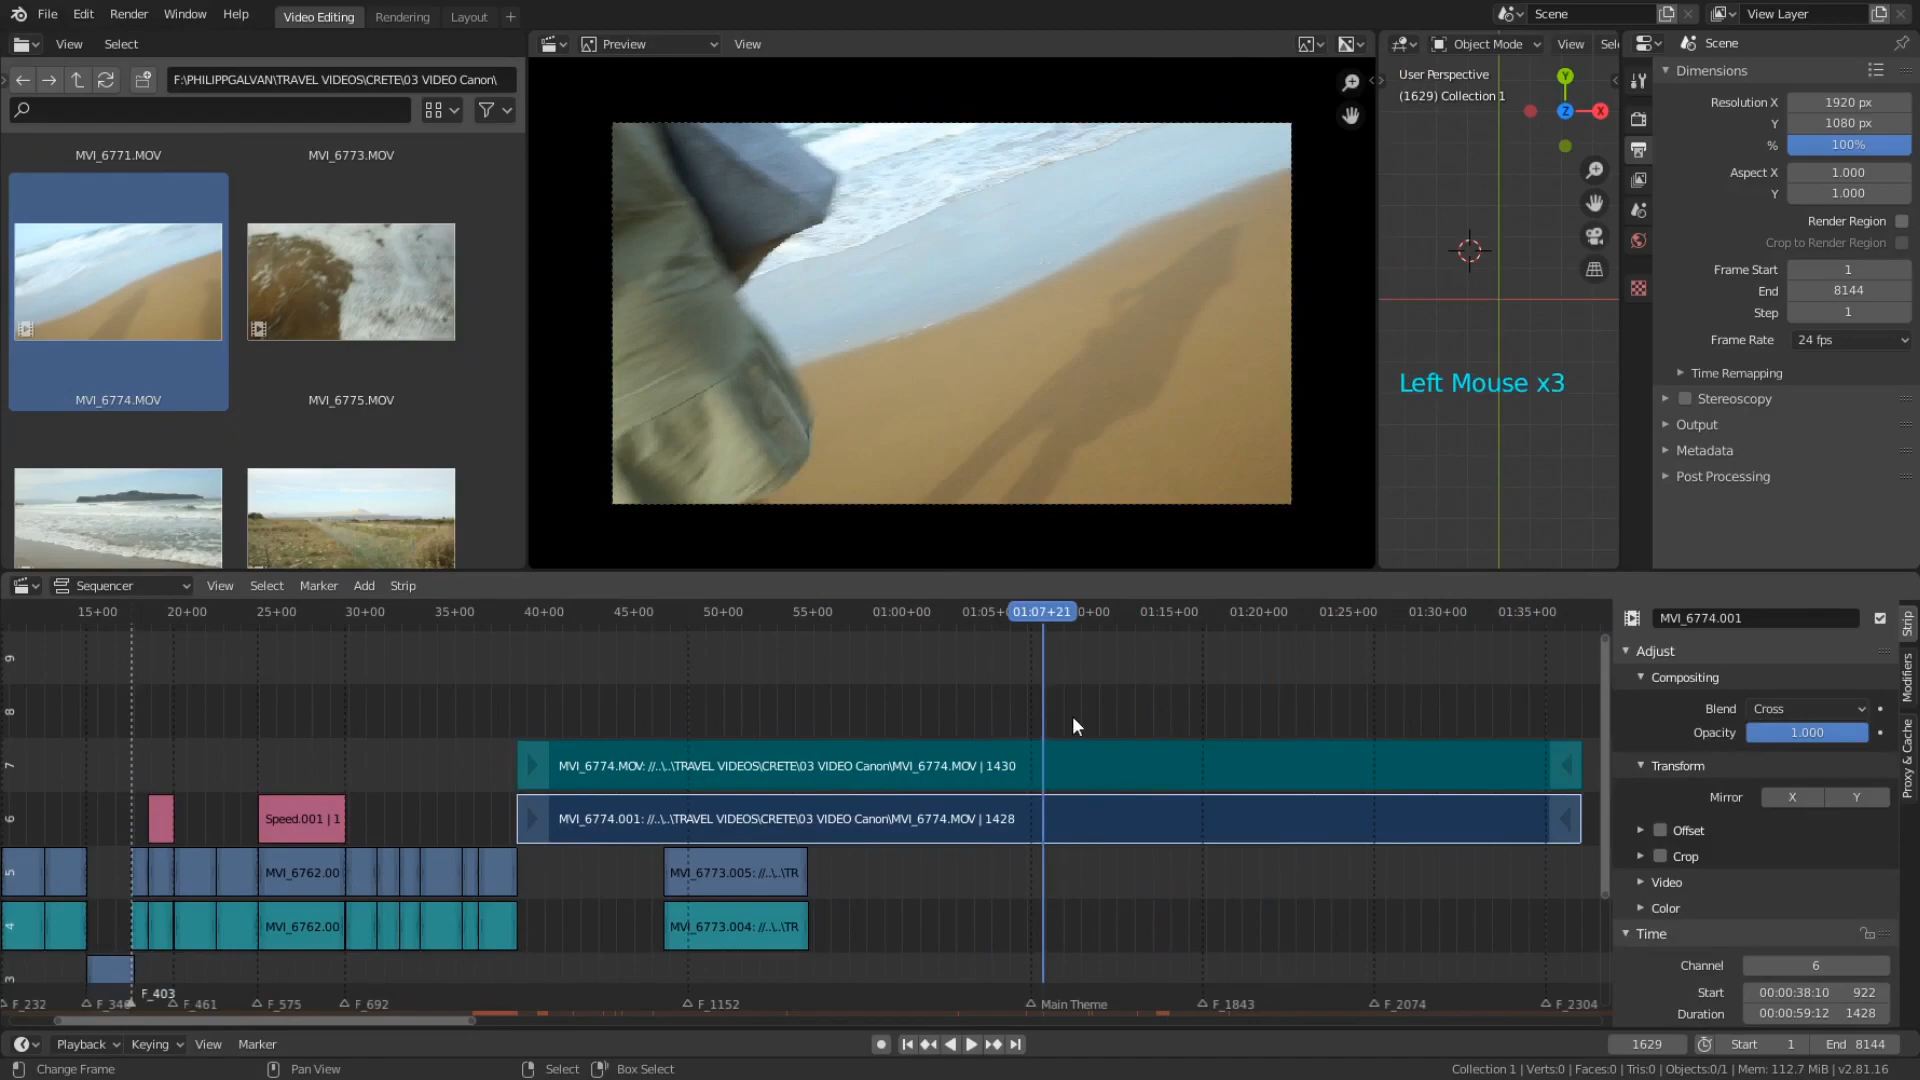 File Edit Render Window Help Video Editing Rendering Layout + Scene View Layer
View Select Preview View Object Mode View Sel Scene
F:\PHILIPPGALVAN\TRAVEL VIDEOS\CRETE\03 VIDEO Canon\
MVI_6771.MOV MVI_6773.MOV
MVI_6774.MOV MVI_6775.MOV
User Perspective
(1629) Collection 1
Y
Z X
Left Mouse x3
Dimensions
Resolution X 1920 px
Y 1080 px
% 100%
Aspect X 1.000
Y 1.000
Render Region
Crop to Render Region
Frame Start 1
End 8144
Step 1
Frame Rate 24 fps
Time Remapping
Stereoscopy
Output
Metadata
Post Processing
Sequencer View Select Marker Add Strip
15+00 20+00 25+00 30+00 35+00 40+00 45+00 50+00 55+00 01:00+00 01:05+ 01:07+21 0+00 01:15+00 01:20+00 01:25+00 01:30+00 01:35+00
9
8
7 MVI_6774.MOV: //..\..\TRAVEL VIDEOS\CRETE\03 VIDEO Canon\MVI_6774.MOV | 1430
6 Speed.001 | 1 MVI_6774.001: //..\..\TRAVEL VIDEOS\CRETE\03 VIDEO Canon\MVI_6774.MOV | 1428
5 MVI_6762.00 MVI_6773.005: //..\..\TR
4 MVI_6762.00 MVI_6773.004: //..\..\TR
3
F_403
F_232 F_346 F_461 F_575 F_692 F_1152 Main Theme F_1843 F_2074 F_2304
MVI_6774.001
Adjust
Compositing
Blend Cross
Opacity 1.000
Transform
Mirror X Y
Offset
Crop
Video
Color
Time
Channel 6
Start 00:00:38:10 922
Duration 00:00:59:12 1428
Strip
Modifiers
Proxy & Cache
Playback Keying View Marker 1629 Start 1 End 8144
Change Frame Pan View Select Box Select Collection 1 | Verts:0 | Faces:0 | Tris:0 | Objects:0/1 | Mem: 112.7 MiB | v2.81.16